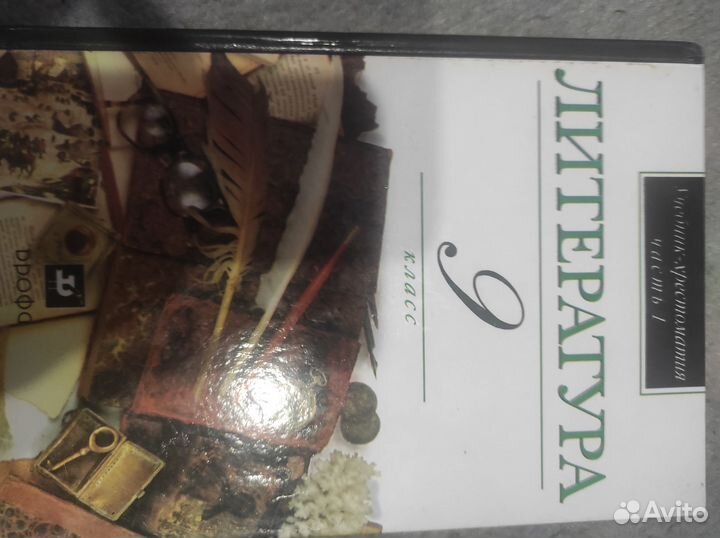 Учебник-хрестоматия
часть 1
ЛИТЕРАТУРА
9
класс
дрофа
Avito